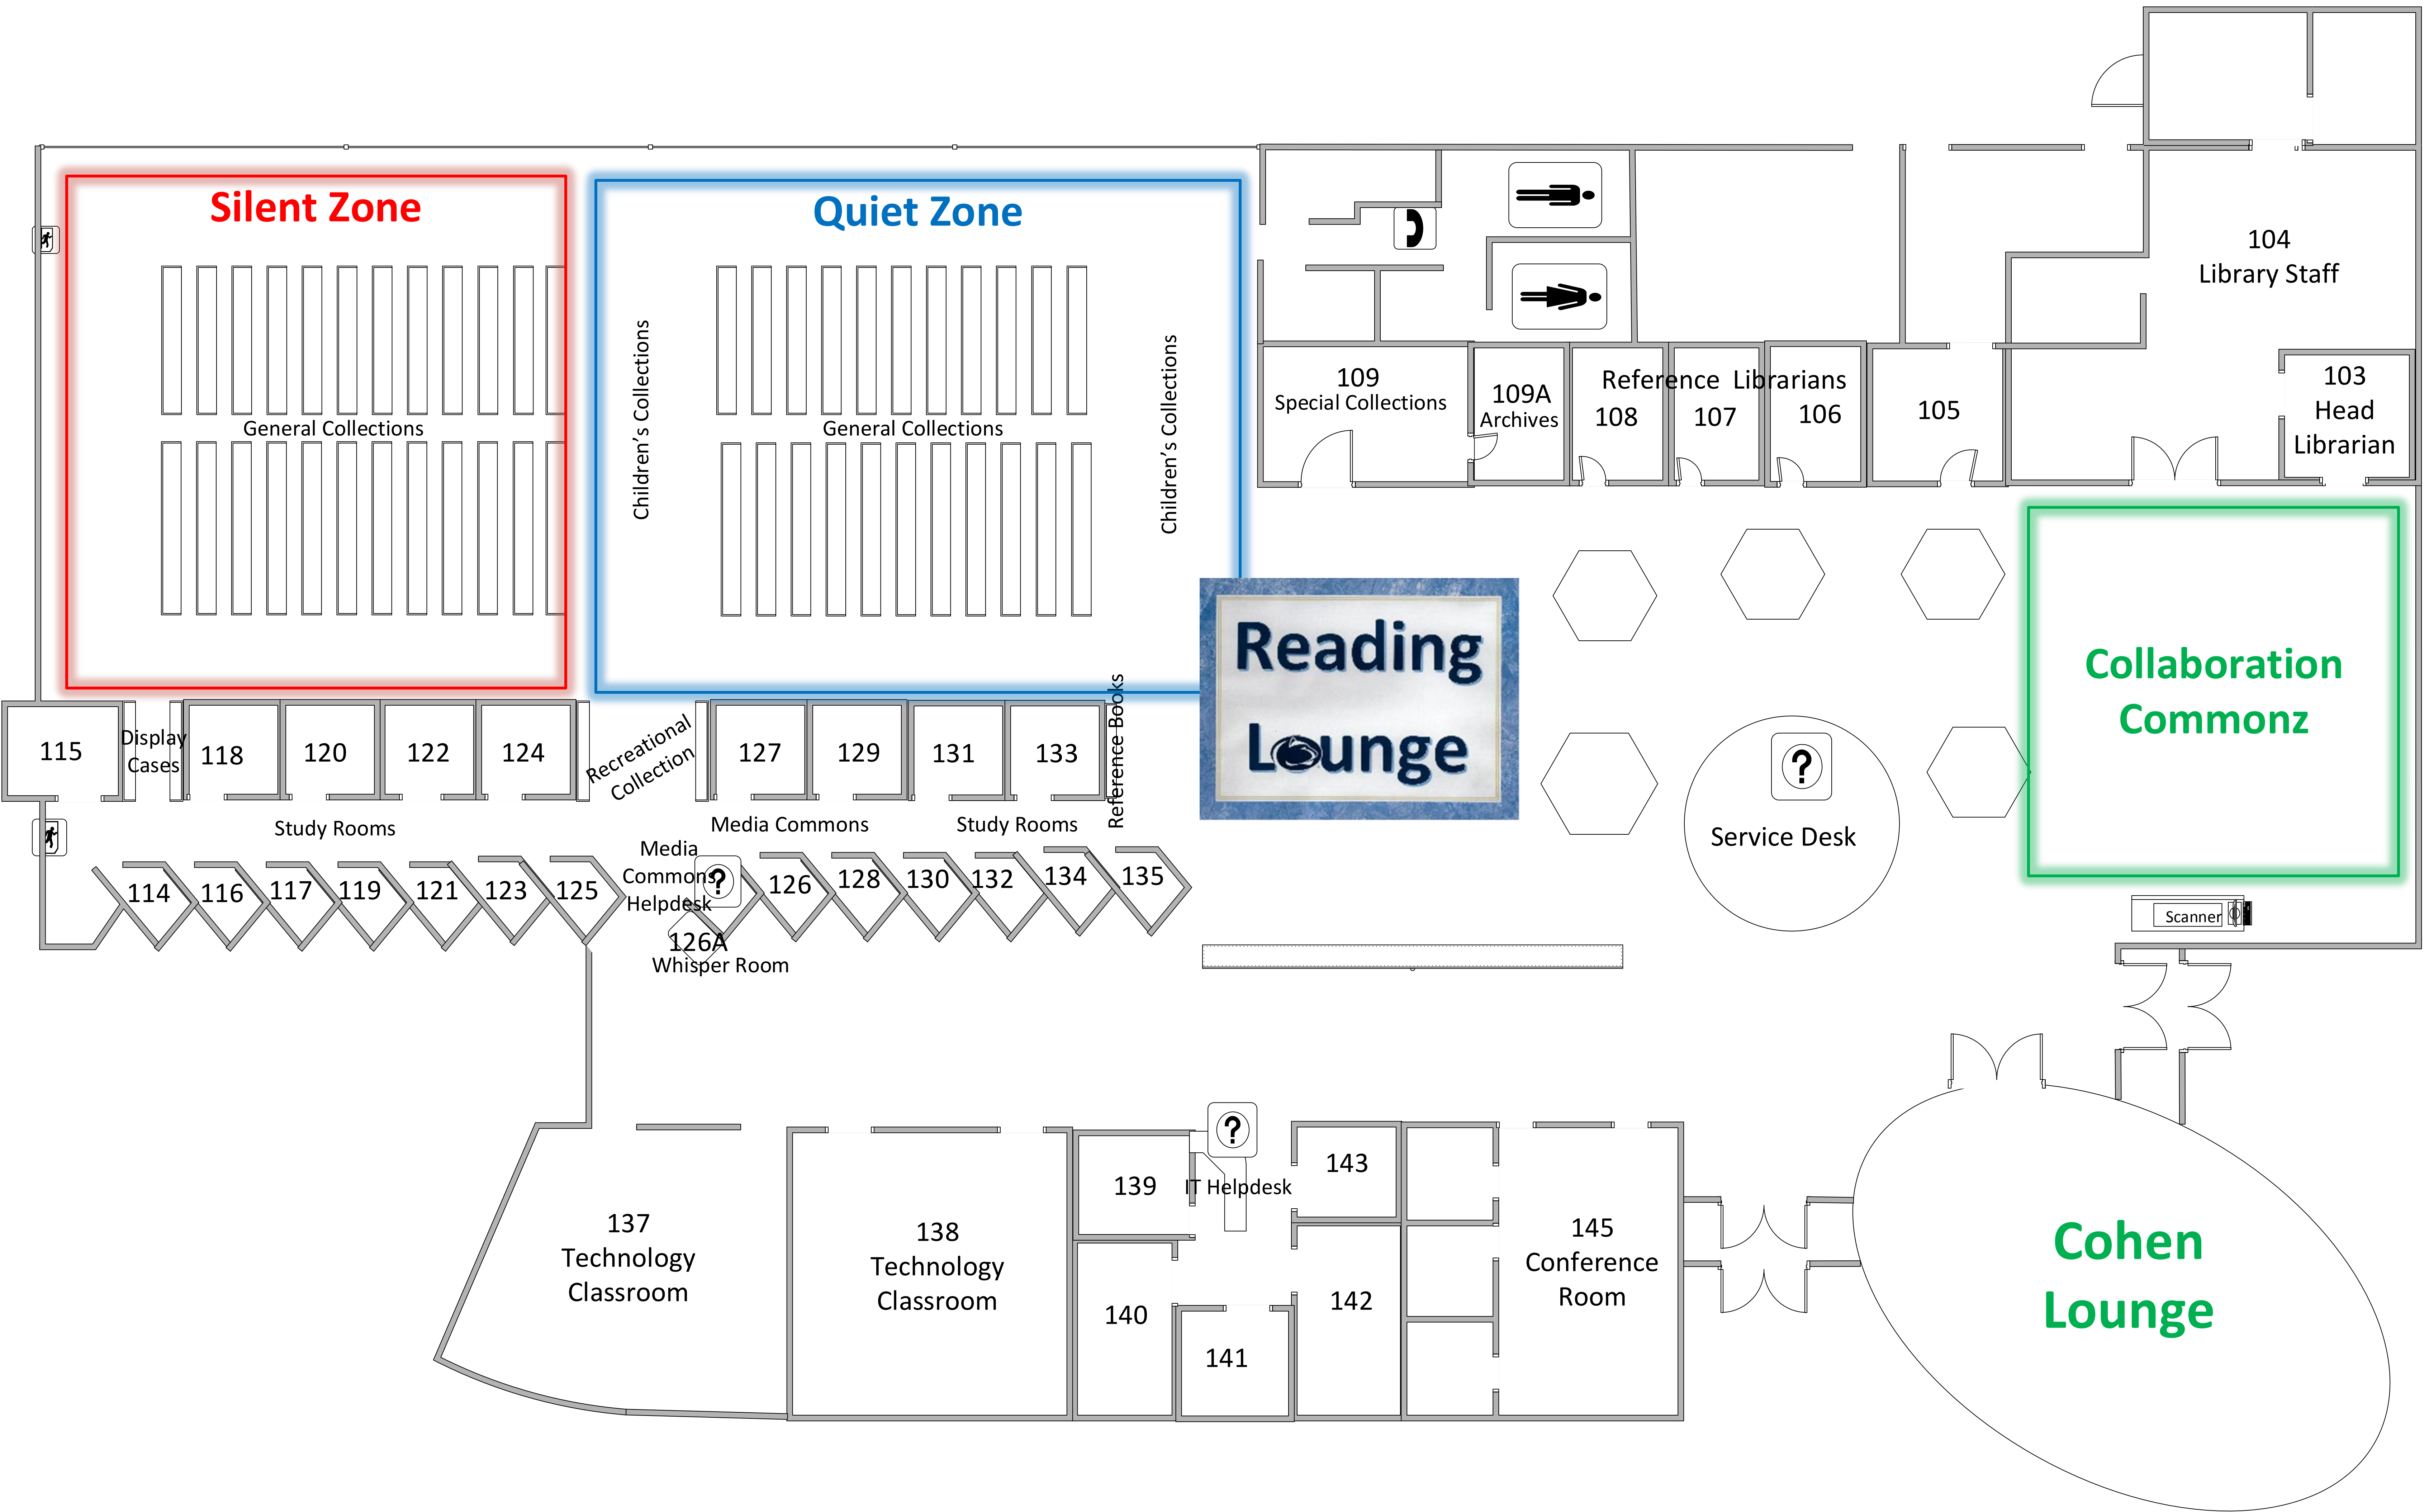 Silent Zone
Quiet Zone
General Collections
Children's Collections
General Collections
Children's Collections
104
Library Staff
109
Special Collections
109A
Archives
Reference Librarians
108
107
106
105
103
Head
Librarian
Reading
Lounge
Collaboration
Commonz
115
Display
Cases
118
120
122
124
Study Rooms
Recreational
Collection
127
129
131
133
Reference Books
Media Commons
Study Rooms
Service Desk
114
116
117
119
121
123
125
Media
Commons
Helpdesk
126
128
130
132
134
135
126A
Whisper Room
Scanner
137
Technology
Classroom
138
Technology
Classroom
139
IT Helpdesk
143
140
141
142
145
Conference
Room
Cohen
Lounge